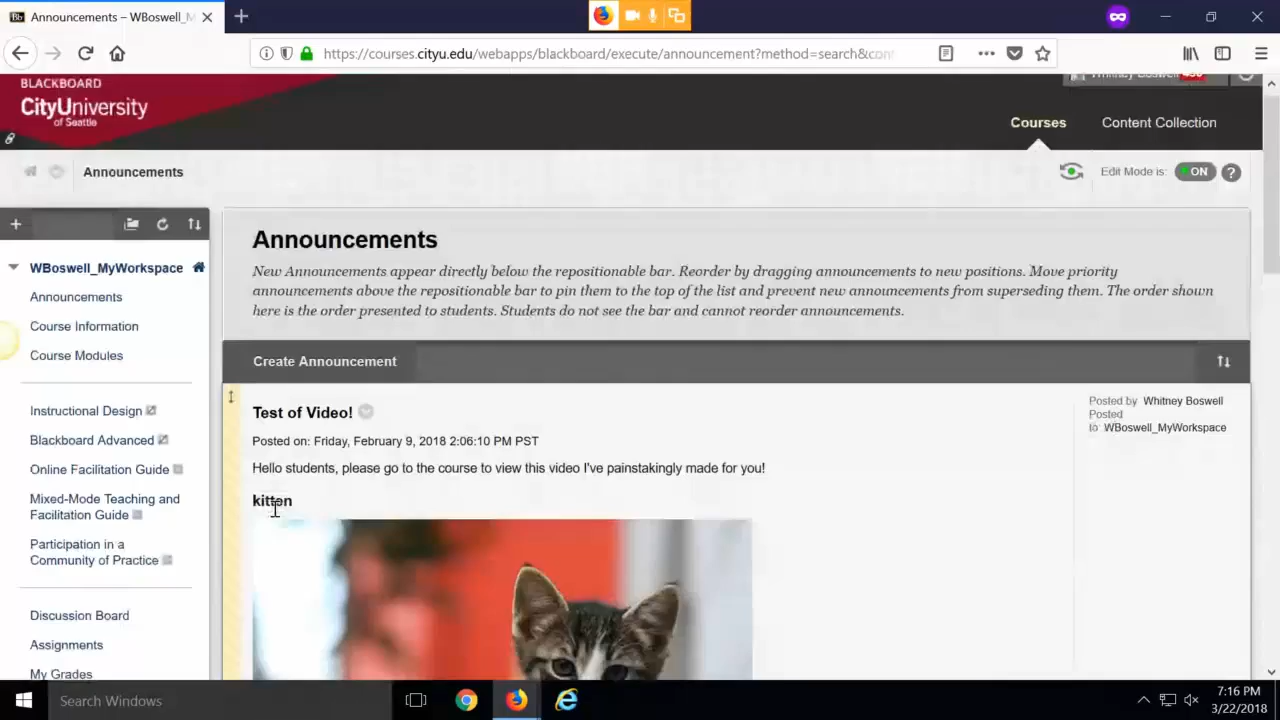 Announcements – WBoswell_M
https://courses.cityu.edu/webapps/blackboard/execute/announcement?method=search&con
BLACKBOARD
CityUniversity
of Seattle
Whitney Boswell
Courses
Content Collection
Announcements
Edit Mode is:
ON
?
WBoswell_MyWorkspace
Announcements
Course Information
Course Modules
Instructional Design
Blackboard Advanced
Online Facilitation Guide
Mixed-Mode Teaching and
Facilitation Guide
Participation in a
Community of Practice
Discussion Board
Assignments
My Grades
Announcements
New Announcements appear directly below the repositionable bar. Reorder by dragging announcements to new positions. Move priority
announcements above the repositionable bar to pin them to the top of the list and prevent new announcements from superseding them. The order shown
here is the order presented to students. Students do not see the bar and cannot reorder announcements.
Create Announcement
Test of Video!
Posted on: Friday, February 9, 2018 2:06:10 PM PST
Hello students, please go to the course to view this video I've painstakingly made for you!
kitten
Posted by Whitney Boswell
Posted
to: WBoswell_MyWorkspace
Search Windows
7:16 PM
3/22/2018